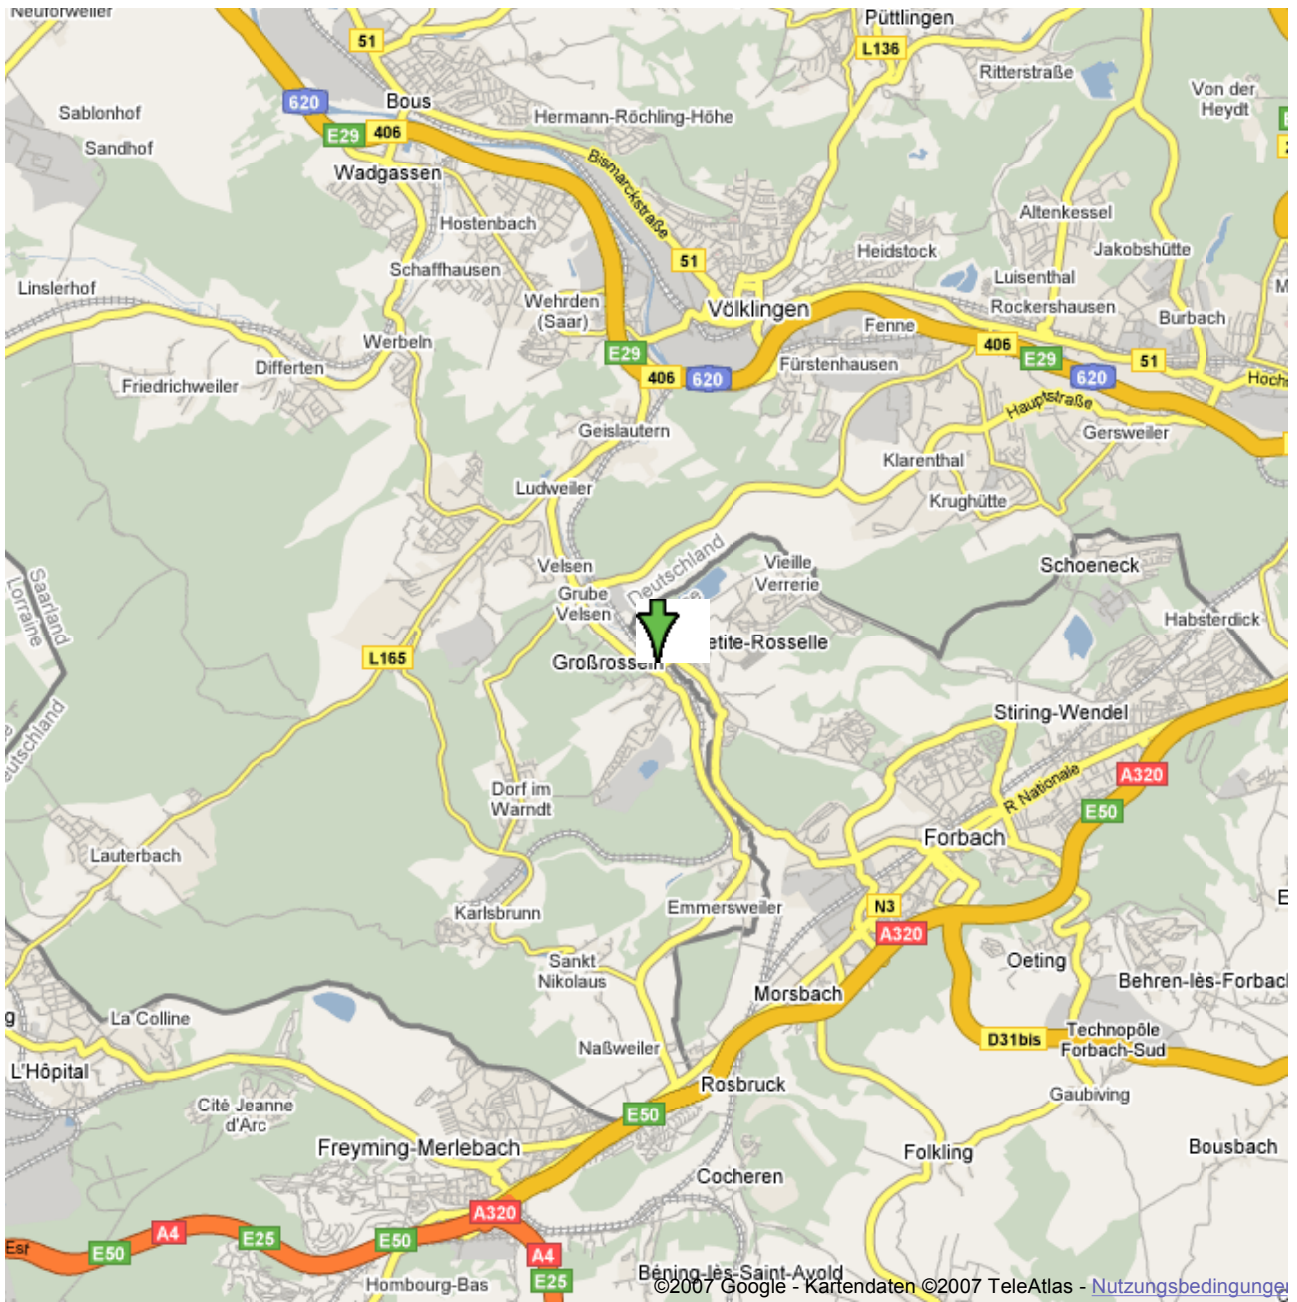 Neuforweiler
51
Püttlingen
L136
Ritterstraße
Von der
Heydt
620
Bous
Sablonhof
Hermann-Röchling-Höhe
E29
406
Sandhof
Wadgassen
Bismarckstraße
Altenkessel
Hostenbach
Heidstock
Jakobshütte
51
Schaffhausen
Luisenthal
Linslerhof
Wehrden
(Saar)
Völklingen
Rockershausen
Burbach
Fenne
Werbeln
406
E29
E29
51
Differten
Fürstenhausen
Friedrichweiler
406
620
620
Hauptstraße
Geislautern
Gersweiler
Klarenthal
Ludweiler
Krughütte
Deutschland
Velsen
Vieille
Verrerie
Schoeneck
Saarland
Lorraine
Grube
Velsen
Habsterdick
etite-Rosselle
L165
Großrosseln
Stiring-Wendel
eutschland
A320
R Nationale
Dorf im
Warndt
E50
Forbach
Lauterbach
N3
Karlsbrunn
Emmersweiler
A320
Sankt
Nikolaus
Oeting
Behren-lès-Forbac
Morsbach
La Colline
g
Technopôle
Forbach-Sud
D31bis
Naßweiler
L'Hôpital
Rosbruck
Gaubiving
Cité Jeanne
d'Arc
E50
Freyming-Merlebach
Folkling
Bousbach
Cocheren
A320
A4
E25
E50
Est
E50
A4
E25
Hombourg-Bas
Béning-lès-Saint-Avold
©2007 Google - Kartendaten ©2007 TeleAtlas - Nutzungsbedingunge